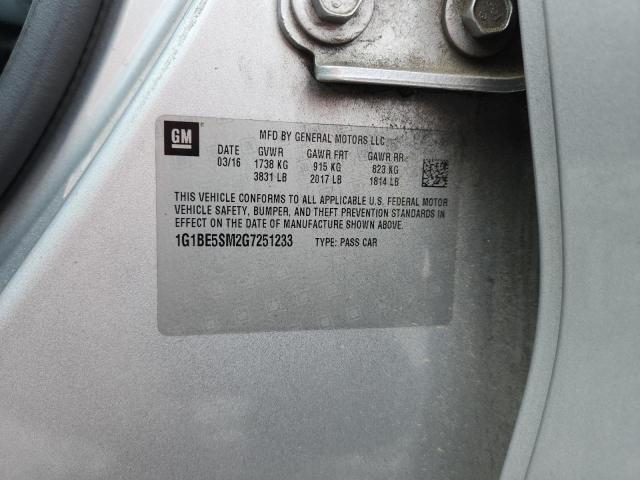 GM
MFD BY GENERAL MOTORS LLC
DATE GVWR GAWR FRT GAWR RR
03/16 1738 KG 915 KG 823 KG
3831 LB 2017 LB 1814 LB
THIS VEHICLE CONFORMS TO ALL APPLICABLE U.S. FEDERAL MOTOR
VEHICLE SAFETY, BUMPER, AND THEFT PREVENTION STANDARDS IN
EFFECT ON THE DATE OF MANUFACTURE SHOWN ABOVE.
1G1BE5SM2G7251233 TYPE: PASS CAR